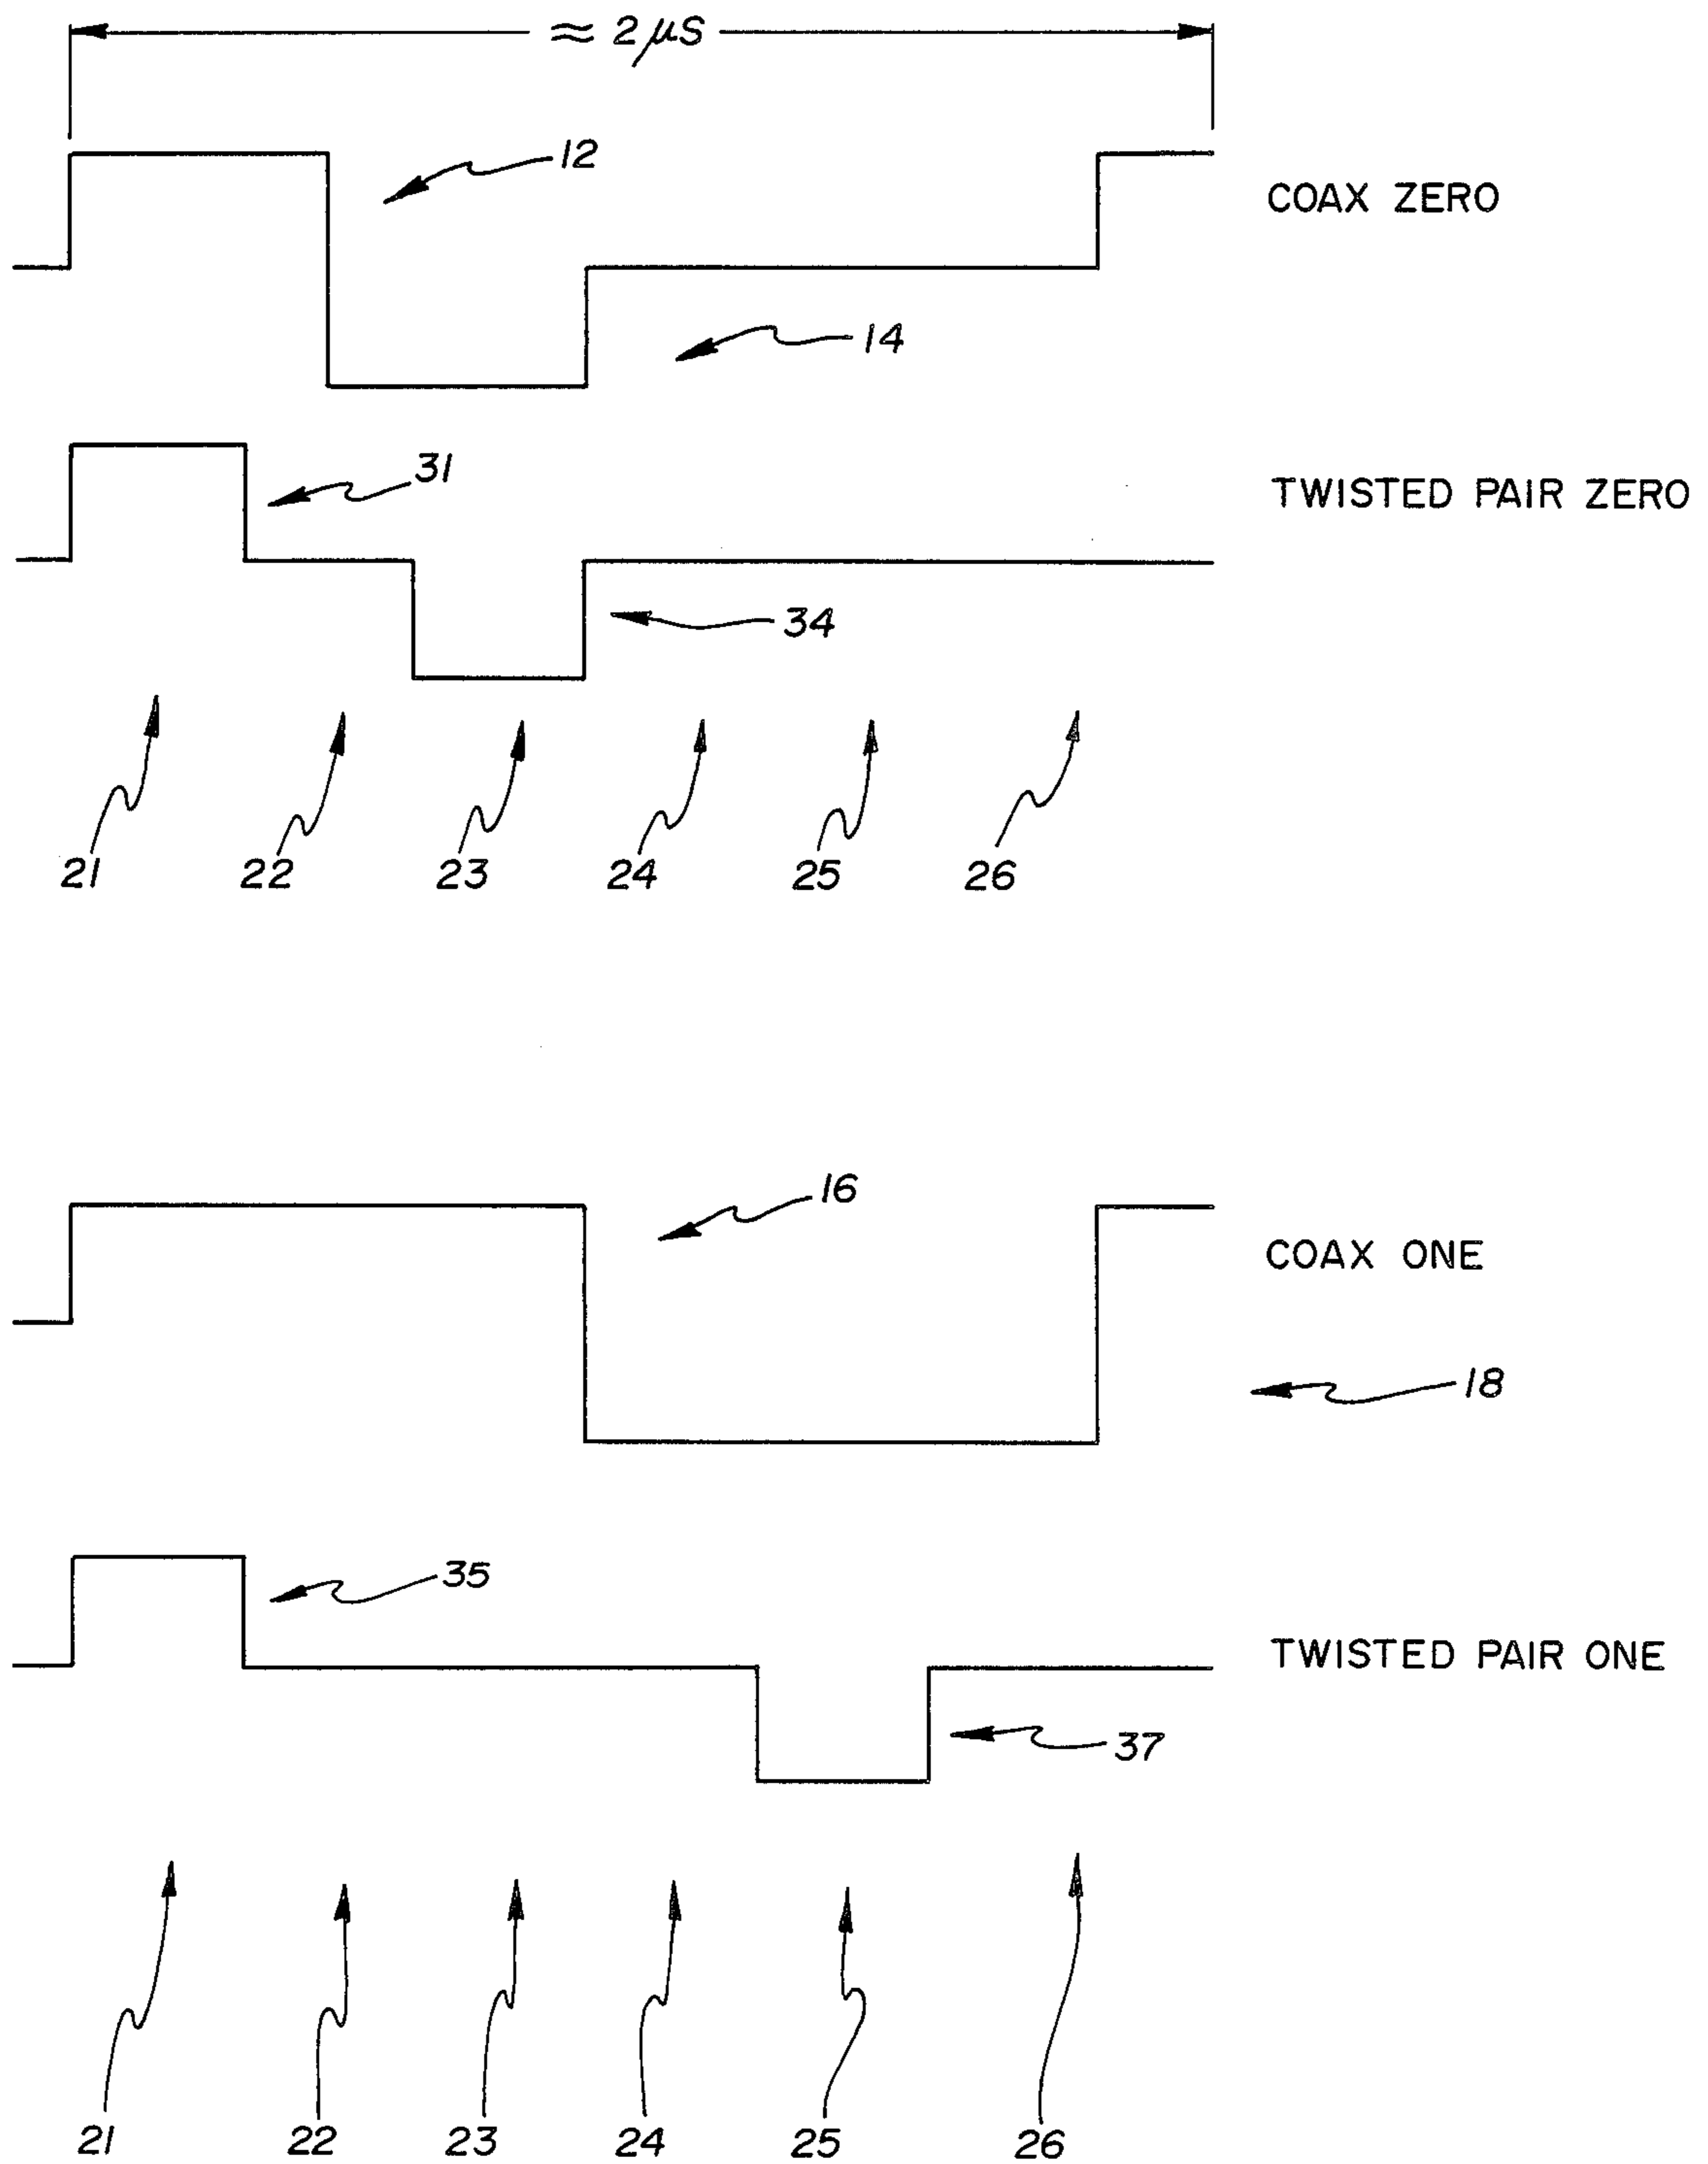 ≈ 2 μS
12
COAX ZERO
14
31
TWISTED PAIR ZERO
34
21 22 23 24 25 26
16
COAX ONE
18
35
TWISTED PAIR ONE
37
21 22 23 24 25 26